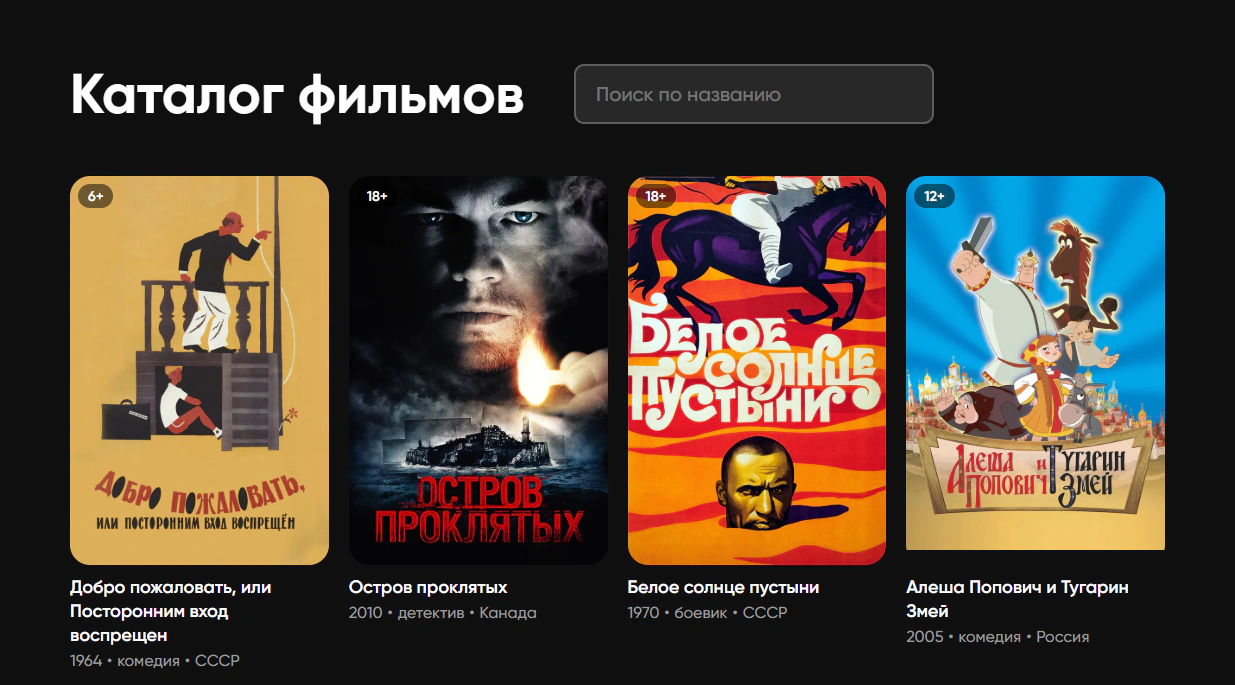 Каталог фильмов
Поиск по названию
6+
ДОБРО ПОЖАЛОВАТЬ,
ИЛИ ПОСТОРОННИМ ВХОД ВОСПРЕЩЁН
Добро пожаловать, или
Посторонним вход
воспрещен
1964 • комедия • СССР
18+
ОСТРОВ
ПРОКЛЯТЫХ
Остров проклятых
2010 • детектив • Канада
18+
БЕЛОЕ
СОЛНЦЕ
ПУСТЫНИ
Белое солнце пустыни
1970 • боевик • СССР
12+
АЛЕША ПОПОВИЧ И ТУГАРИН ЗМЕЙ
Алеша Попович и Тугарин
Змей
2005 • комедия • Россия